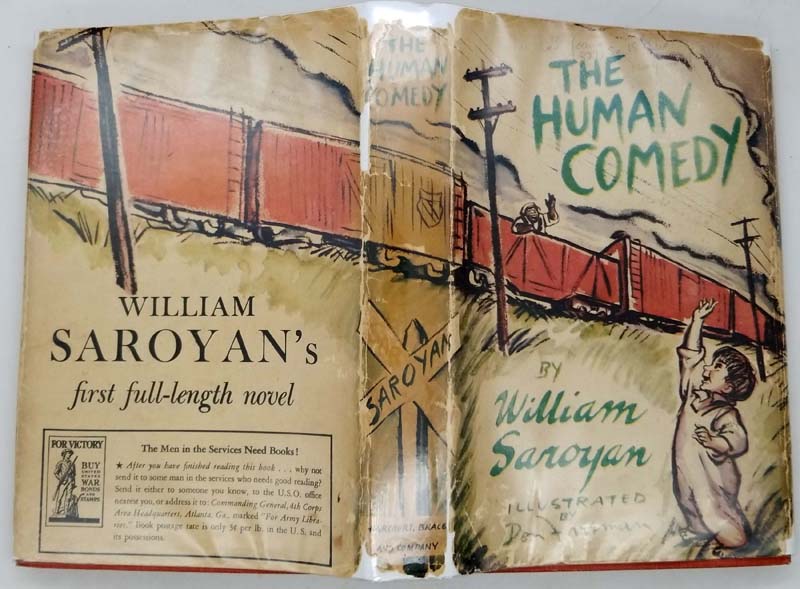 WILLIAM
SAROYAN's
first full-length novel
FOR VICTORY
BUY
UNITED
STATES
WAR
BONDS
AND
STAMPS
The Men in the Services Need Books!
★ After you have finished reading this book . . . why not
send it to some man in the services who needs good reading?
Send it either to someone you know, to the U.S.O. office
nearest you, or address it to: Commanding General, 4th Corps
Area Headquarters, Atlanta, Ga., marked "For Army Libra-
ries." Book postage rate is only 3¢ per lb. in the U. S. and
its possessions.
THE
HUMAN
COMEDY
SAROYAN
HARCOURT, BRACE
AND COMPANY
THE
HUMAN
COMEDY
BY
William
Saroyan
ILLUSTRATED
BY
Don Freeman